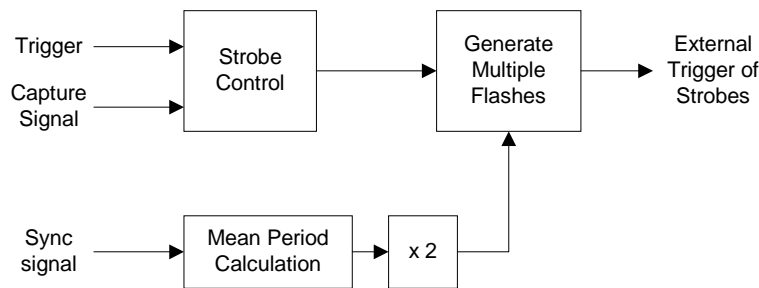 Trigger
Capture
Signal
Strobe
Control
Generate
Multiple
Flashes
External
Trigger of
Strobes
Sync
signal
Mean Period
Calculation
x 2